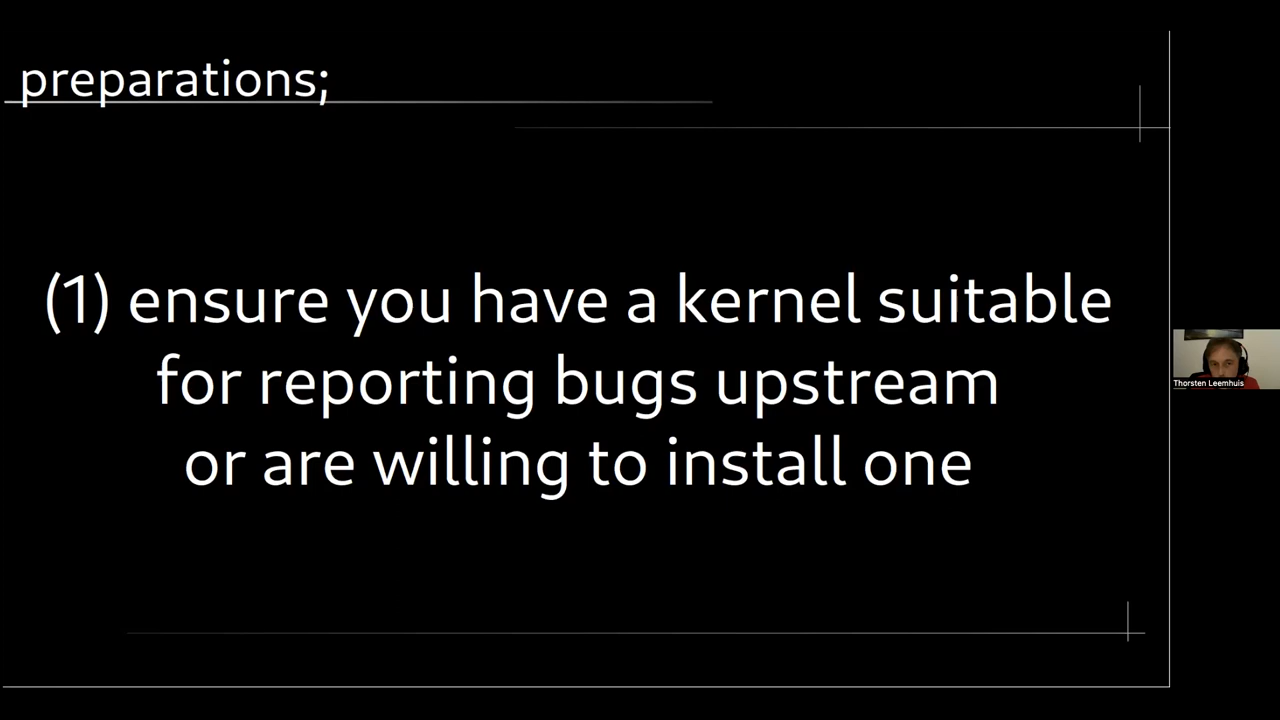 preparations;
(1) ensure you have a kernel suitable
for reporting bugs upstream
or are willing to install one
Thorsten Leemhuis